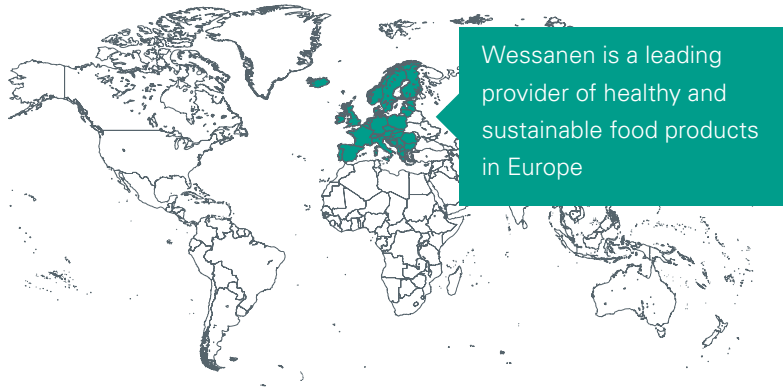 Wessanen is a leading
provider of healthy and
sustainable food products
in Europe